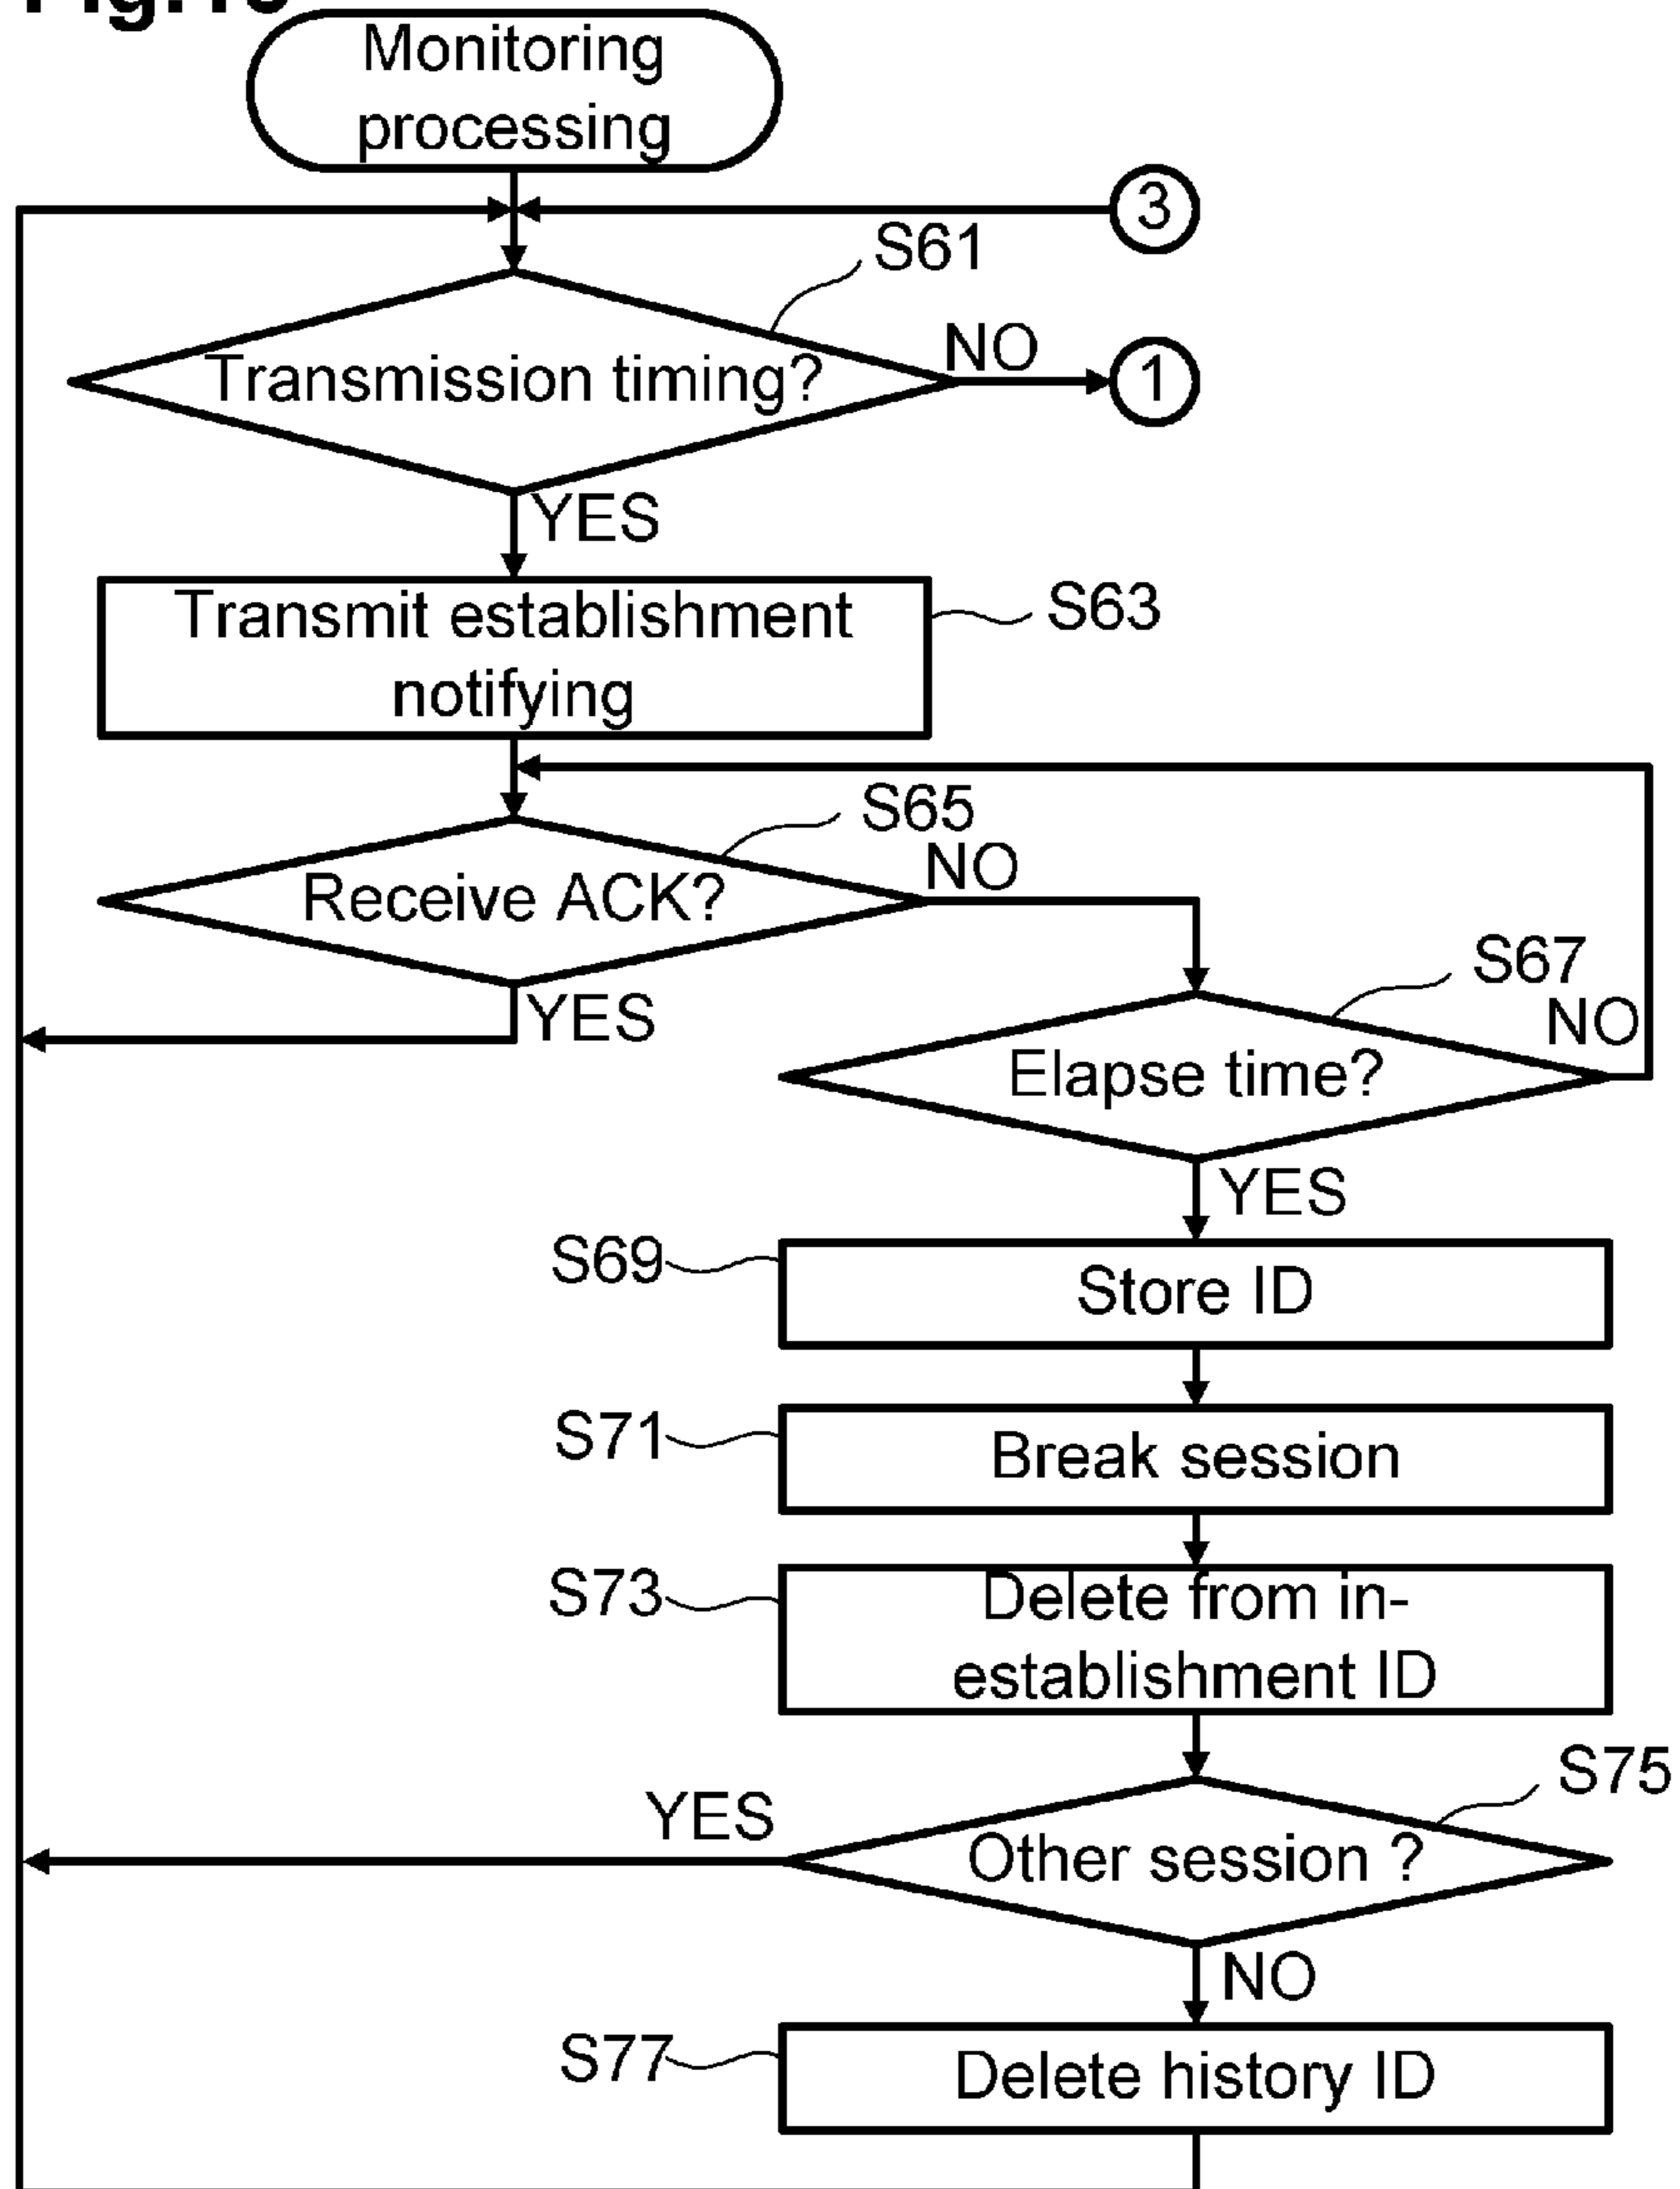 Monitoring
processing
3
S61
Transmission timing?
NO
1
YES
Transmit establishment
notifying
S63
S65
Receive ACK?
NO
YES
S67
Elapse time?
NO
YES
S69
Store ID
S71
Break session
S73
Delete from in-
establishment ID
S75
YES
Other session ?
NO
S77
Delete history ID